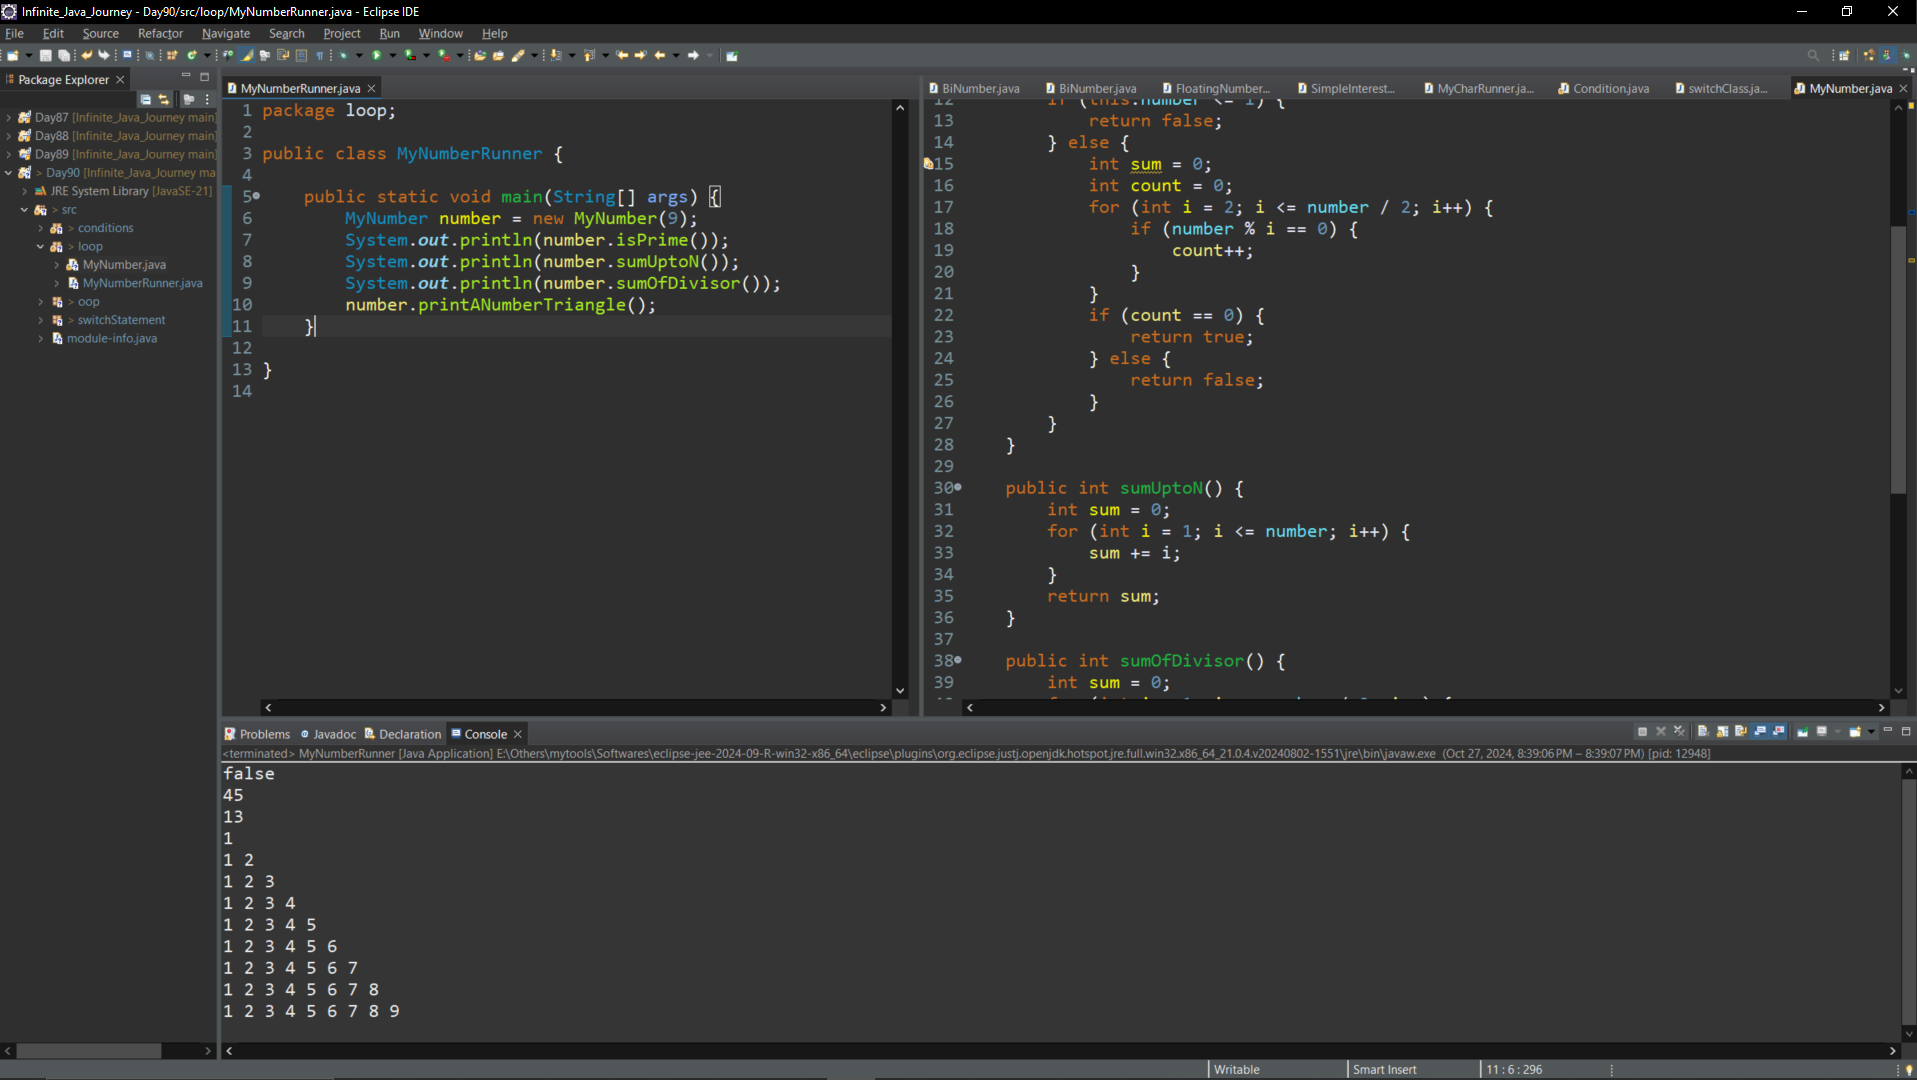 Infinite_Java_Journey - Day90/src/loop/MyNumberRunner.java - Eclipse IDE
File Edit Source Refactor Navigate Search Project Run Window Help
Package Explorer
Day87 [Infinite_Java_Journey main]
Day88 [Infinite_Java_Journey main]
Day89 [Infinite_Java_Journey main]
> Day90 [Infinite_Java_Journey ma
JRE System Library [JavaSE-21]
> src
> conditions
> loop
> MyNumber.java
> MyNumberRunner.java
> oop
> switchStatement
module-info.java
MyNumberRunner.java
1 package loop;
2
3 public class MyNumberRunner {
4
5 public static void main(String[] args) {
6 MyNumber number = new MyNumber(9);
7 System.out.println(number.isPrime());
8 System.out.println(number.sumUptoN());
9 System.out.println(number.sumOfDivisor());
10 number.printANumberTriangle();
11 }
12
13 }
14
BiNumber.java BiNumber.java FloatingNumber... SimpleInterest... MyCharRunner.ja... Condition.java switchClass.ja... MyNumber.java
12 if (this.number <= 1) {
13 return false;
14 } else {
15 int sum = 0;
16 int count = 0;
17 for (int i = 2; i <= number / 2; i++) {
18 if (number % i == 0) {
19 count++;
20 }
21 }
22 if (count == 0) {
23 return true;
24 } else {
25 return false;
26 }
27 }
28 }
29
30 public int sumUptoN() {
31 int sum = 0;
32 for (int i = 1; i <= number; i++) {
33 sum += i;
34 }
35 return sum;
36 }
37
38 public int sumOfDivisor() {
39 int sum = 0;
Problems Javadoc Declaration Console
<terminated> MyNumberRunner [Java Application] E:\Others\mytools\Softwares\eclipse-jee-2024-09-R-win32-x86_64\eclipse\plugins\org.eclipse.justj.openjdk.hotspot.jre.full.win32.x86_64_21.0.4.v20240802-1551\jre\bin\javaw.exe (Oct 27, 2024, 8:39:06 PM – 8:39:07 PM) [pid: 12948]
false
45
13
1
1 2
1 2 3
1 2 3 4
1 2 3 4 5
1 2 3 4 5 6
1 2 3 4 5 6 7
1 2 3 4 5 6 7 8
1 2 3 4 5 6 7 8 9
Writable Smart Insert 11 : 6 : 296